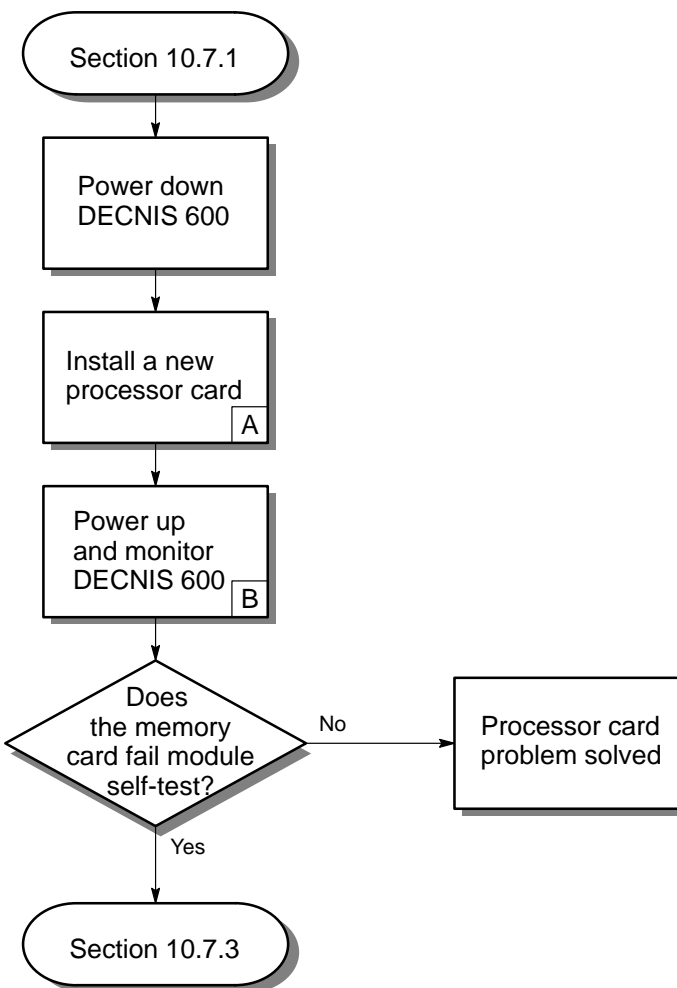 Section 10.7.1
Power down
DECNIS 600
Install a new
processor card
A
Power up
and monitor
DECNIS 600
B
Does
the memory
card fail module
self-test?
No
Processor card
problem solved
Yes
Section 10.7.3